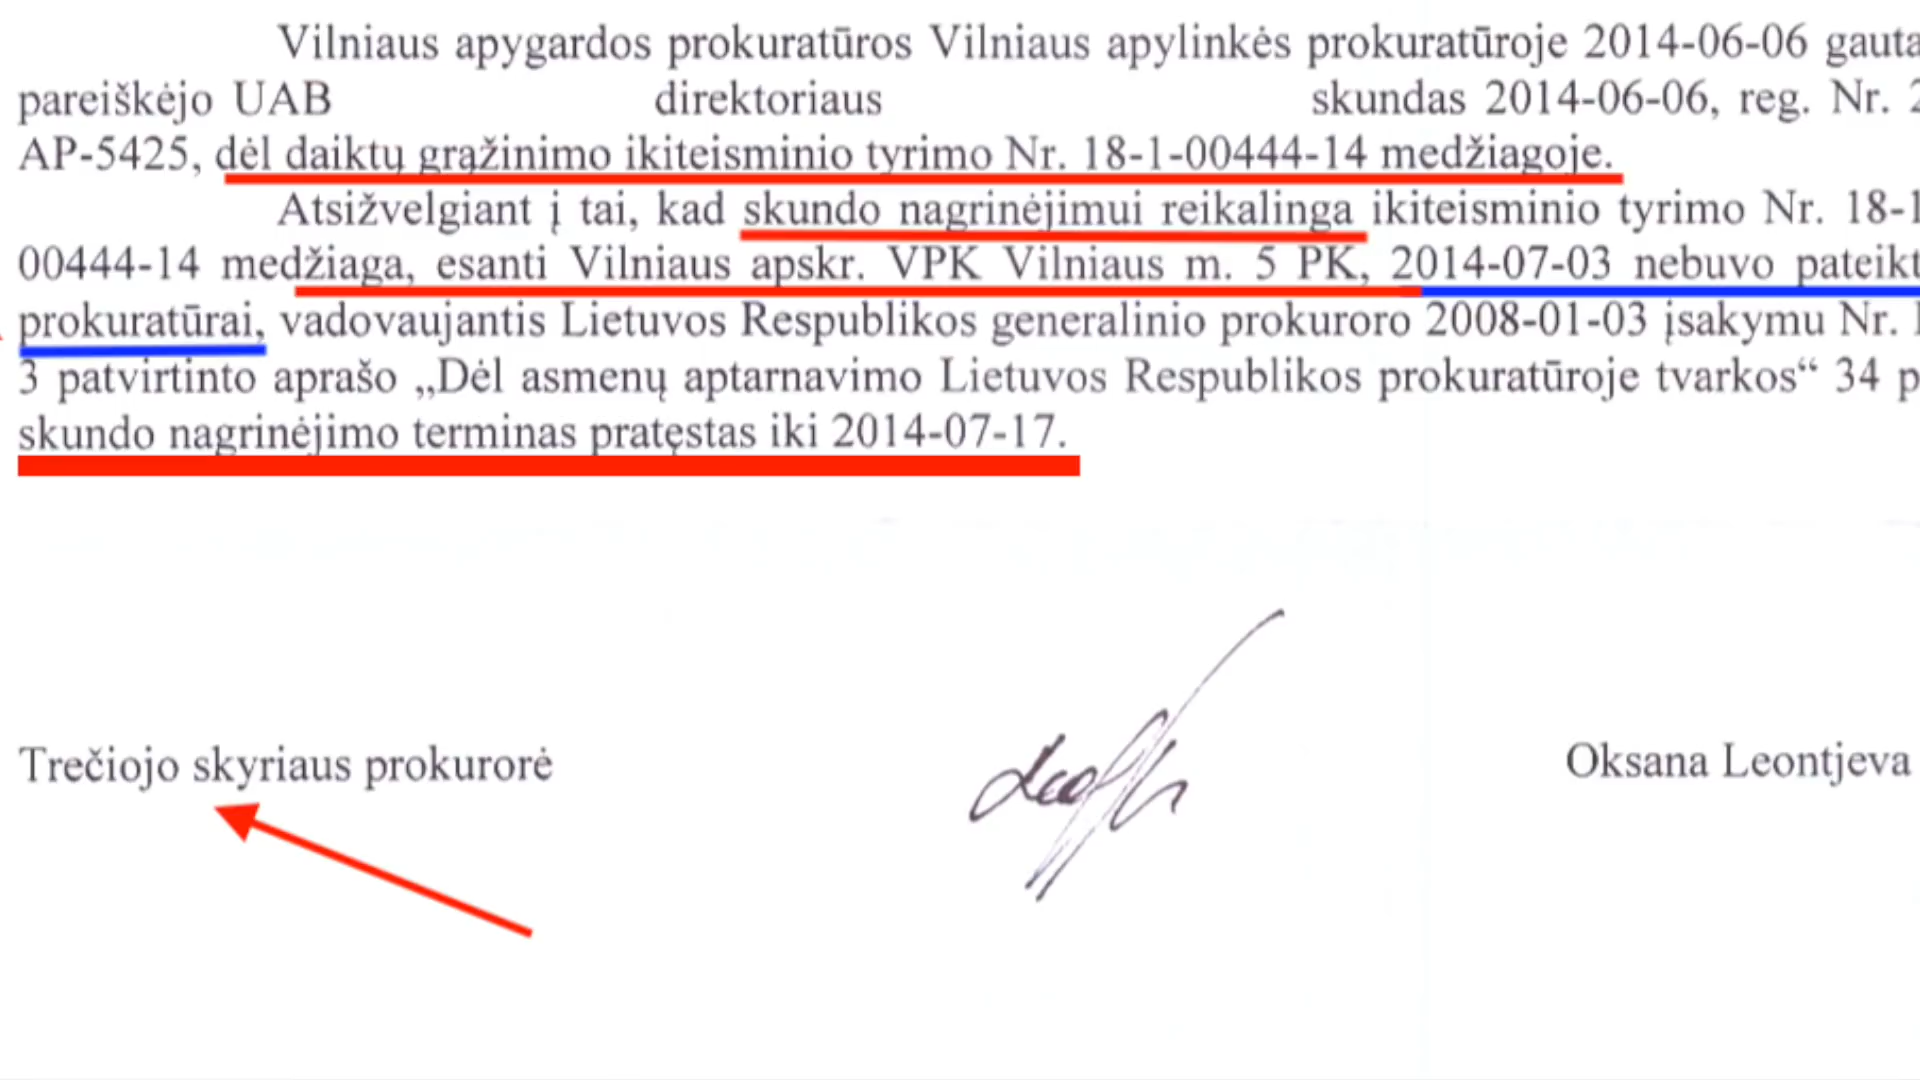 Vilniaus apygardos prokuratūros Vilniaus apylinkės prokuratūroje 2014-06-06 gauta
pareiškėjo UAB direktoriaus skundas 2014-06-06, reg. Nr. 2
AP-5425, dėl daiktų grąžinimo ikiteisminio tyrimo Nr. 18-1-00444-14 medžiagoje.
Atsižvelgiant į tai, kad skundo nagrinėjimui reikalinga ikiteisminio tyrimo Nr. 18-1
00444-14 medžiaga, esanti Vilniaus apskr. VPK Vilniaus m. 5 PK, 2014-07-03 nebuvo pateikt
prokuratūrai, vadovaujantis Lietuvos Respublikos generalinio prokuroro 2008-01-03 įsakymu Nr.
3 patvirtinto aprašo „Dėl asmenų aptarnavimo Lietuvos Respublikos prokuratūroje tvarkos“ 34 p
skundo nagrinėjimo terminas pratęstas iki 2014-07-17.
Trečiojo skyriaus prokurorė Oksana Leontjeva